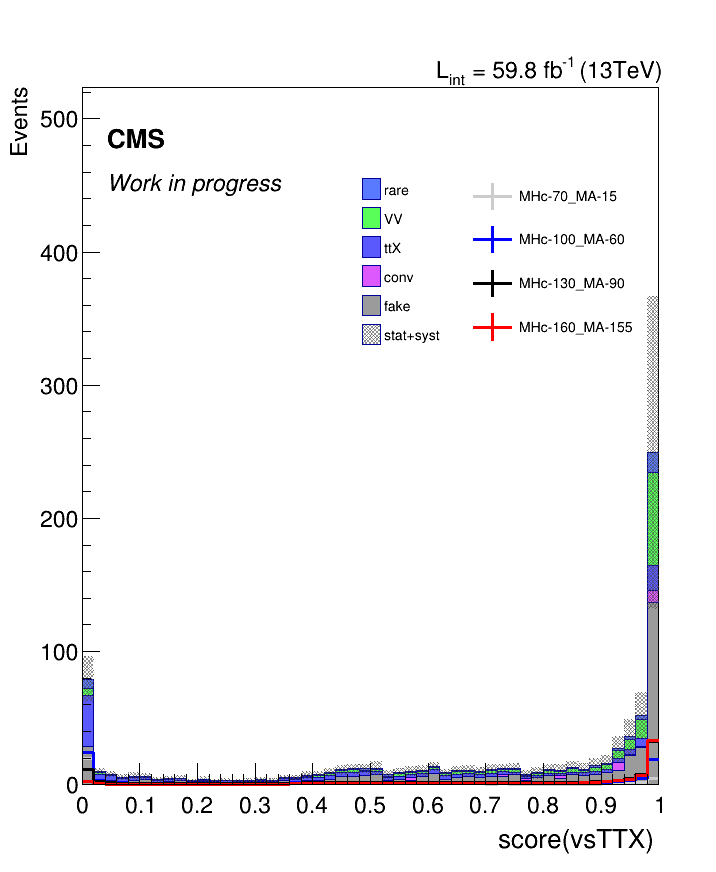 L_int = 59.8 fb^-1 (13TeV)
Events
500
CMS
Work in progress
rare
VV
ttX
conv
fake
stat+syst
MHc-70_MA-15
MHc-100_MA-60
MHc-130_MA-90
MHc-160_MA-155
400
300
200
100
0
0 0.1 0.2 0.3 0.4 0.5 0.6 0.7 0.8 0.9 1
score(vsTTX)